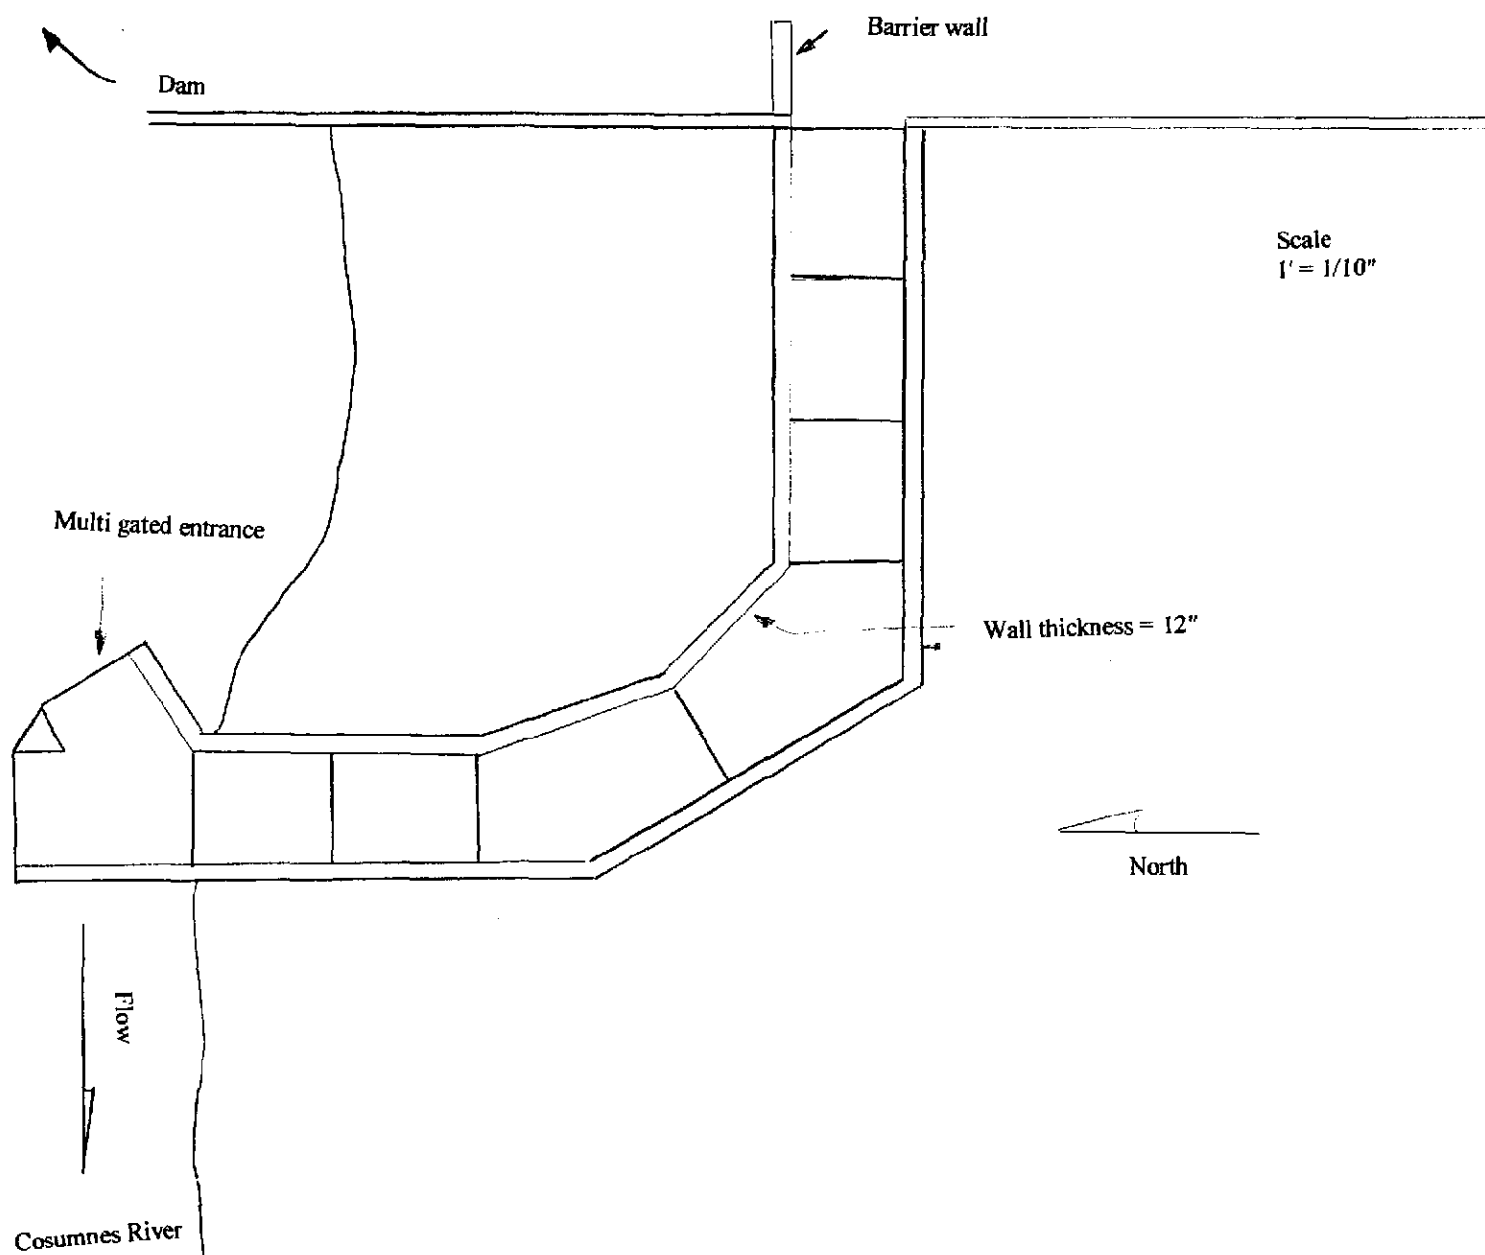 Barrier wall
Dam
Scale
1' = 1/10"
Multi gated entrance
Wall thickness = 12"
North
Flow
Cosumnes River